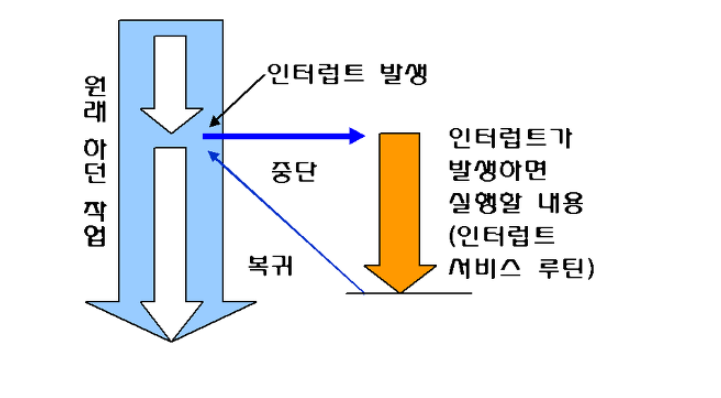 원래 하던 작업
인터럽트 발생
중단
복귀
인터럽트가
발생하면
실행할 내용
(인터럽트
서비스 루틴)